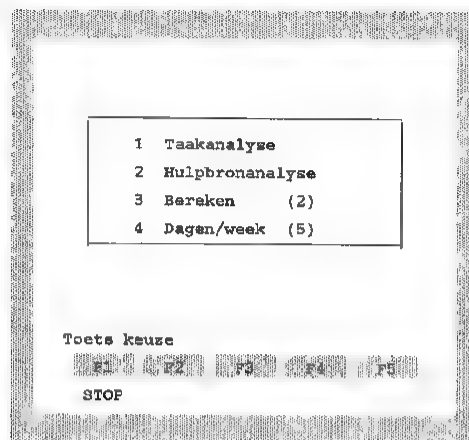 1 Taakanalyse
2 Hulpbronanalyse
3 Bereken (2)
4 Dagen/week (5)
Toets keuze
F1 F2 F3 F4 F5
STOP